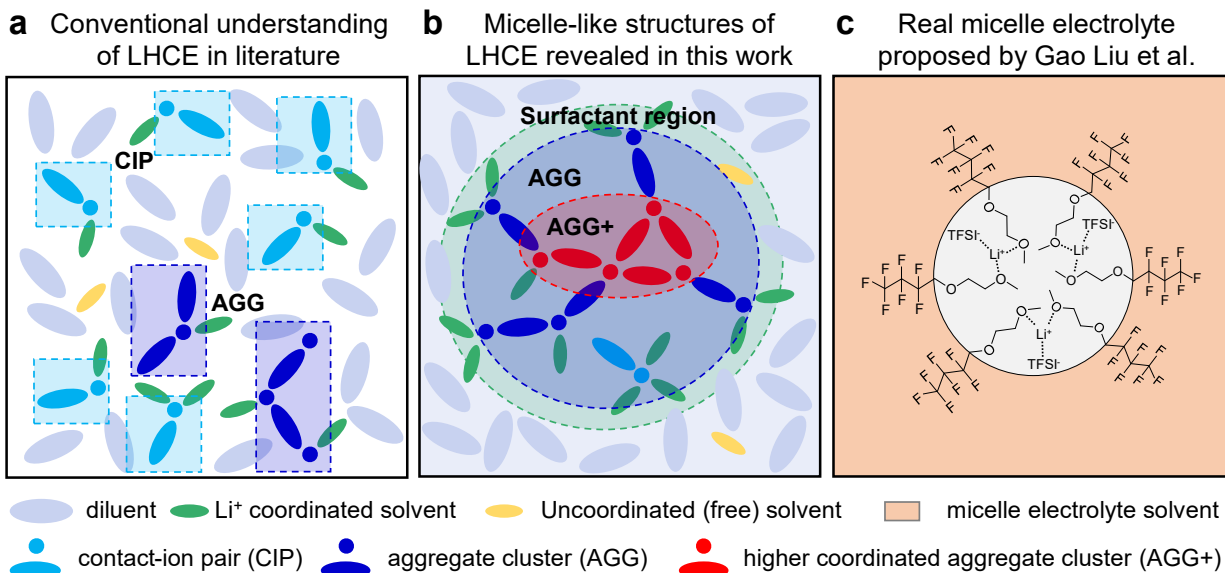 a Conventional understanding
of LHCE in literature
b Micelle-like structures of
LHCE revealed in this work
c Real micelle electrolyte
proposed by Gao Liu et al.
CIP
AGG
Surfactant region
AGG
AGG+
F F F F F F F F F
F F F F F F F F F
O O
TFSI- TFSI-
O Li⁺ O Li⁺
F F F F F F F F F O O O O F F F F F F F F F
O O
O Li⁺ O
TFSI-
F F F F F F F F F
F F F F F F F F F
diluent
Li⁺ coordinated solvent
Uncoordinated (free) solvent
micelle electrolyte solvent
contact-ion pair (CIP)
aggregate cluster (AGG)
higher coordinated aggregate cluster (AGG+)